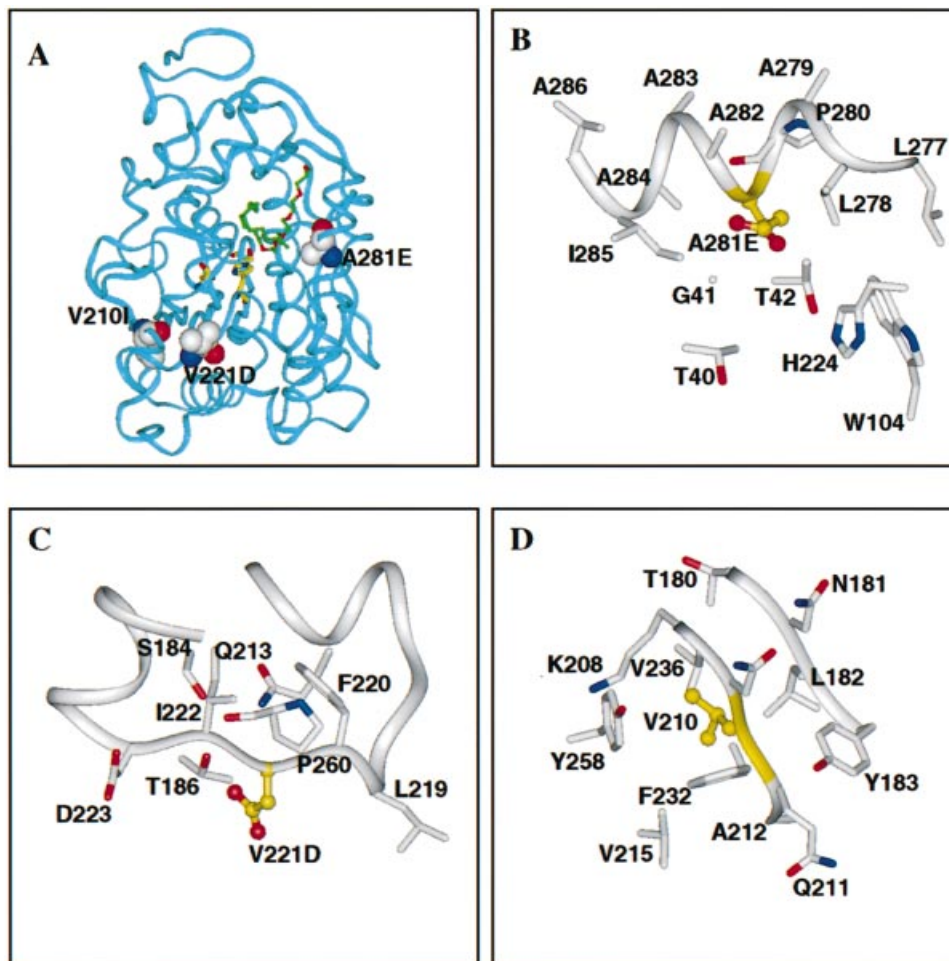 A
A281E
V210I
V221D
B
A279
A283
A286
A282
P280
L277
A284
L278
A281E
I285
G41
T42
T40
H224
W104
C
S184
Q213
F220
I222
P260
T186
D223
L219
V221D
D
T180
N181
K208
V236
L182
V210
Y258
Y183
F232
A212
V215
Q211